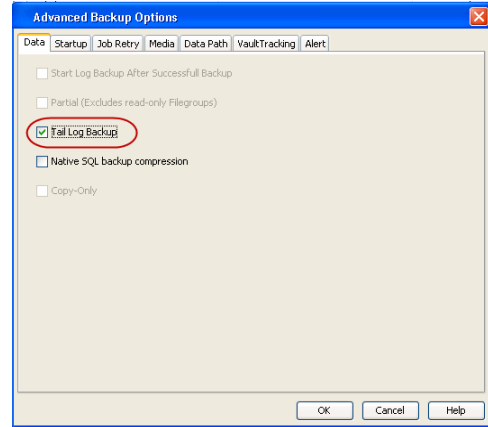 Advanced Backup Options
Data Startup Job Retry Media Data Path VaultTracking Alert
Start Log Backup After Successful Backup
Partial (Excludes read-only Filegroups)
Tail Log Backup
Native SQL backup compression
Copy-Only
OK Cancel Help